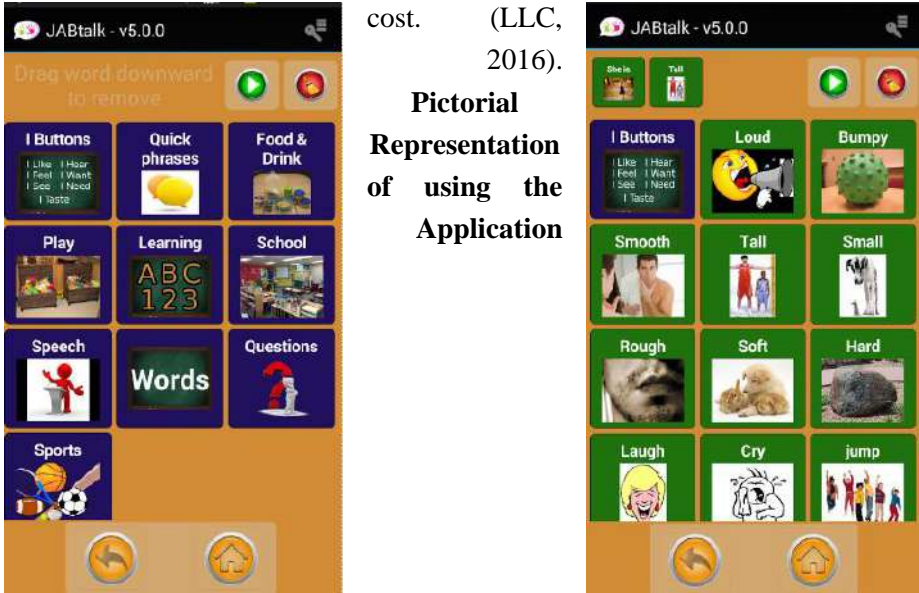 JABtalk - v5.0.0
Drag word downward
to remove
I Buttons
I Like I Hear
I Feel I Want
I See I Need
I Taste
Quick
phrases
Food &
Drink
Play
Learning
ABC
123
School
Speech
Words
Questions
Sports
cost. (LLC,
2016).
Pictorial
Representation
of using the
Application
JABtalk - v5.0.0
She is
Tall
I Buttons
I Like I Hear
I Feel I Want
I See I Need
I Taste
Loud
Bumpy
Smooth
Tall
Small
Rough
Soft
Hard
Laugh
Cry
jump